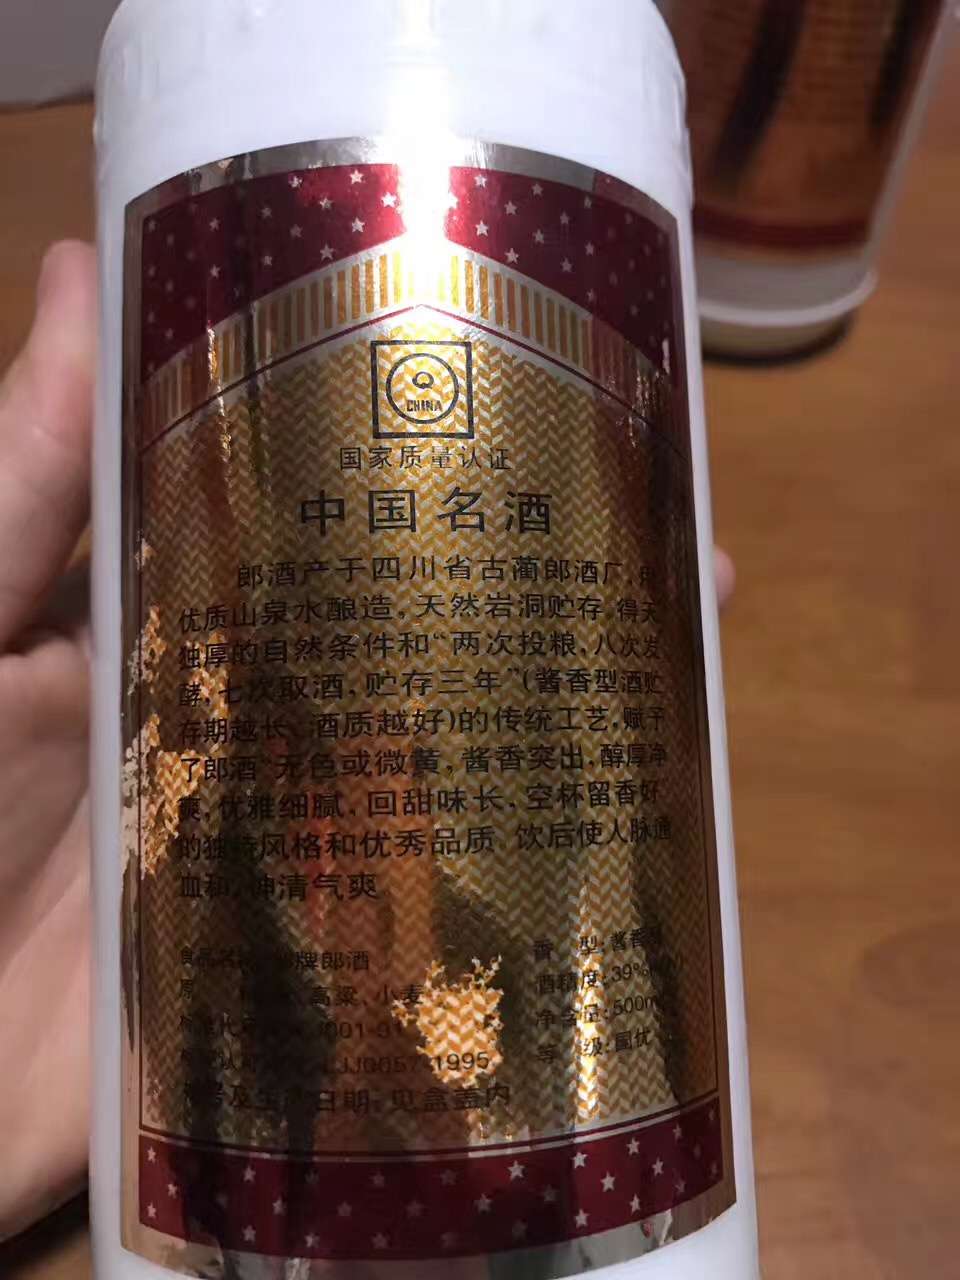 CHINA
国家质量认证
中国名酒
郎酒产于四川省古蔺郎酒厂,用
优质山泉水酿造,天然岩洞贮存,得天
独厚的自然条件和“两次投粮,八次发
酵,七次取酒,贮存三年”(酱香型酒贮
存期越长、酒质越好)的传统工艺,赋予
了郎酒“无色或微黄,酱香突出,醇厚净
爽,优雅细腻,回甜味长,空杯留香好
的独特风格和优秀品质 饮后使人脉通
血和,神清气爽
食品名称 牌郎酒
香 型:酱香
高粱、小麦
酒精度:39%
净含量:500m
1995
等 级:国优
日期:见盒盖内